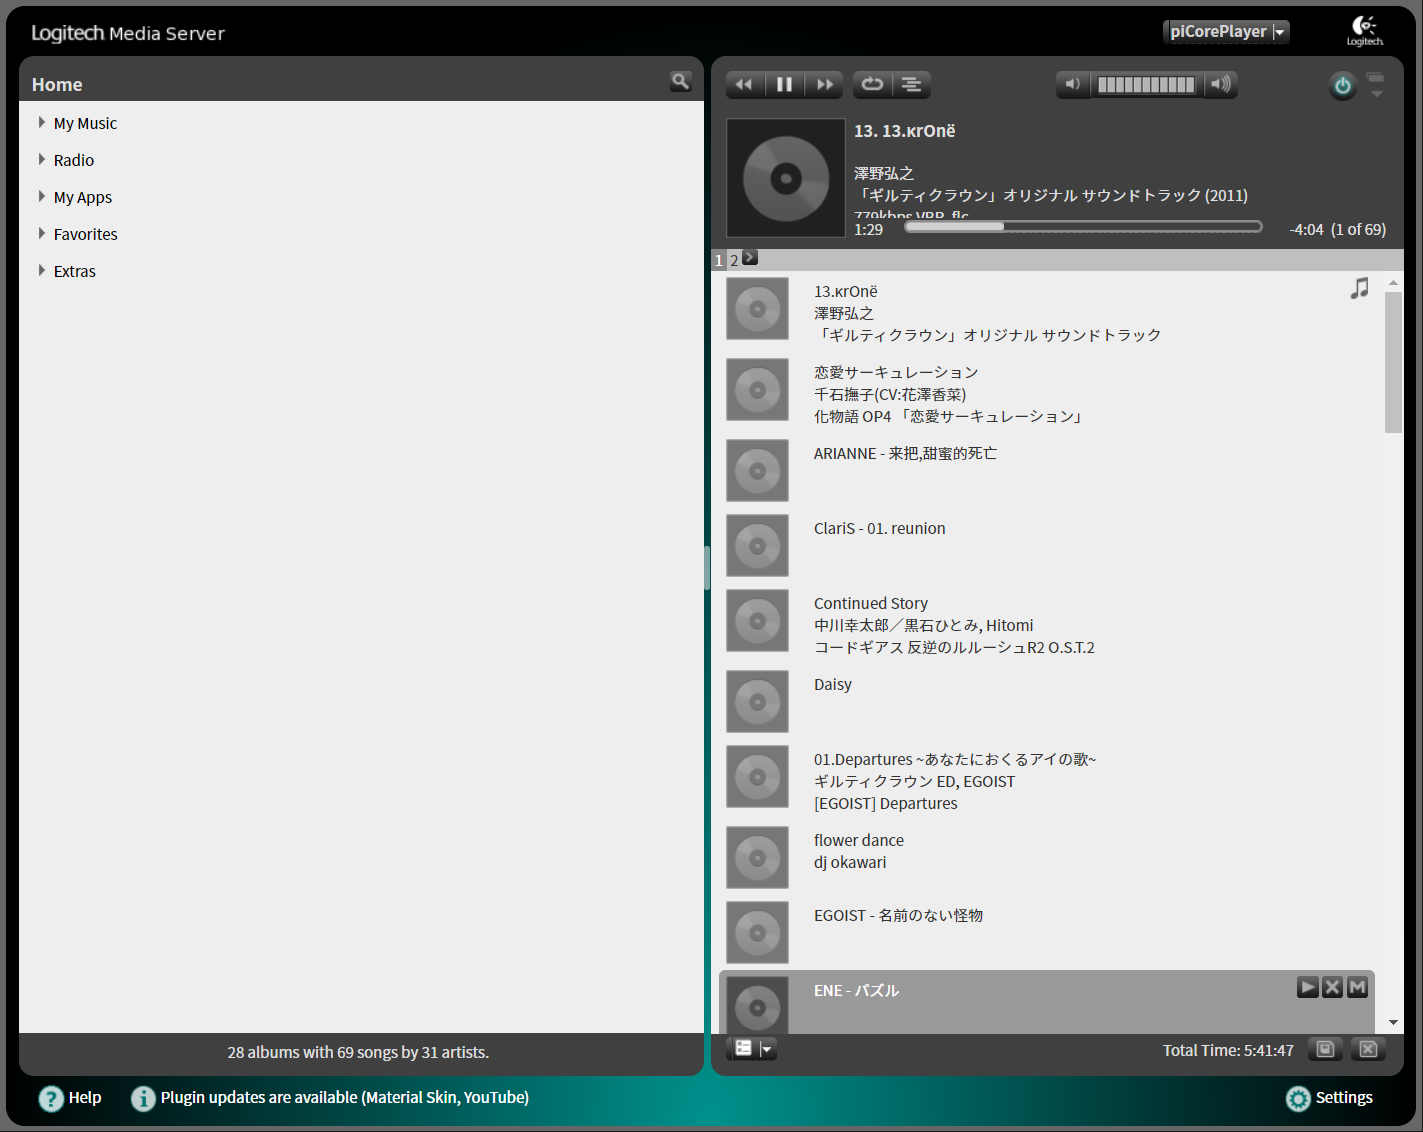 Logitech Media Server
piCorePlayer
Logitech
Home
My Music
Radio
My Apps
Favorites
Extras
28 albums with 69 songs by 31 artists.
13. 13.кrOnё
澤野弘之
「ギルティクラウン」オリジナル サウンドトラック (2011)
779kbps VBR, flc
1:29
-4:04 (1 of 69)
1 2
13.кrOnё
澤野弘之
「ギルティクラウン」オリジナル サウンドトラック
恋愛サーキュレーション
千石撫子(CV:花澤香菜)
化物語 OP4 「恋愛サーキュレーション」
ARIANNE - 来把,甜蜜的死亡
ClariS - 01. reunion
Continued Story
中川幸太郎／黒石ひとみ, Hitomi
コードギアス 反逆のルルーシュR2 O.S.T.2
Daisy
01.Departures ~あなたにおくるアイの歌~
ギルティクラウン ED, EGOIST
[EGOIST] Departures
flower dance
dj okawari
EGOIST - 名前のない怪物
ENE - パズル
M
Total Time: 5:41:47
Help
Plugin updates are available (Material Skin, YouTube)
Settings